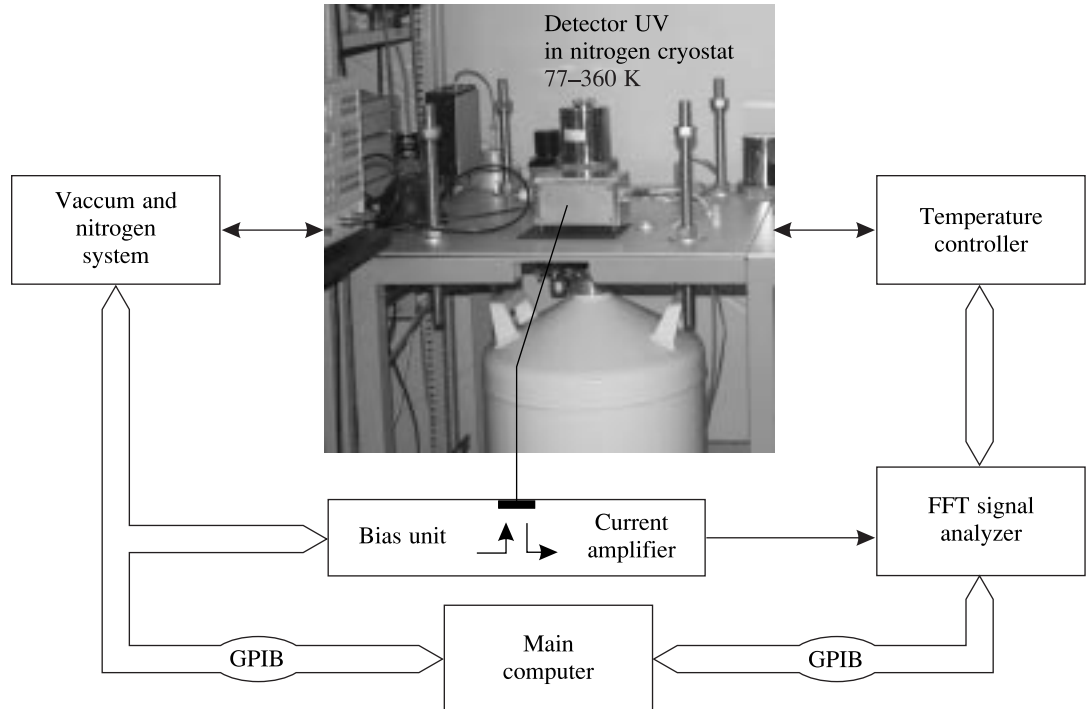 Detector UV
in nitrogen cryostat
77–360 K
Vaccum and
nitrogen
system
Temperature
controller
Bias unit
Current
amplifier
FFT signal
analyzer
GPIB
Main
computer
GPIB